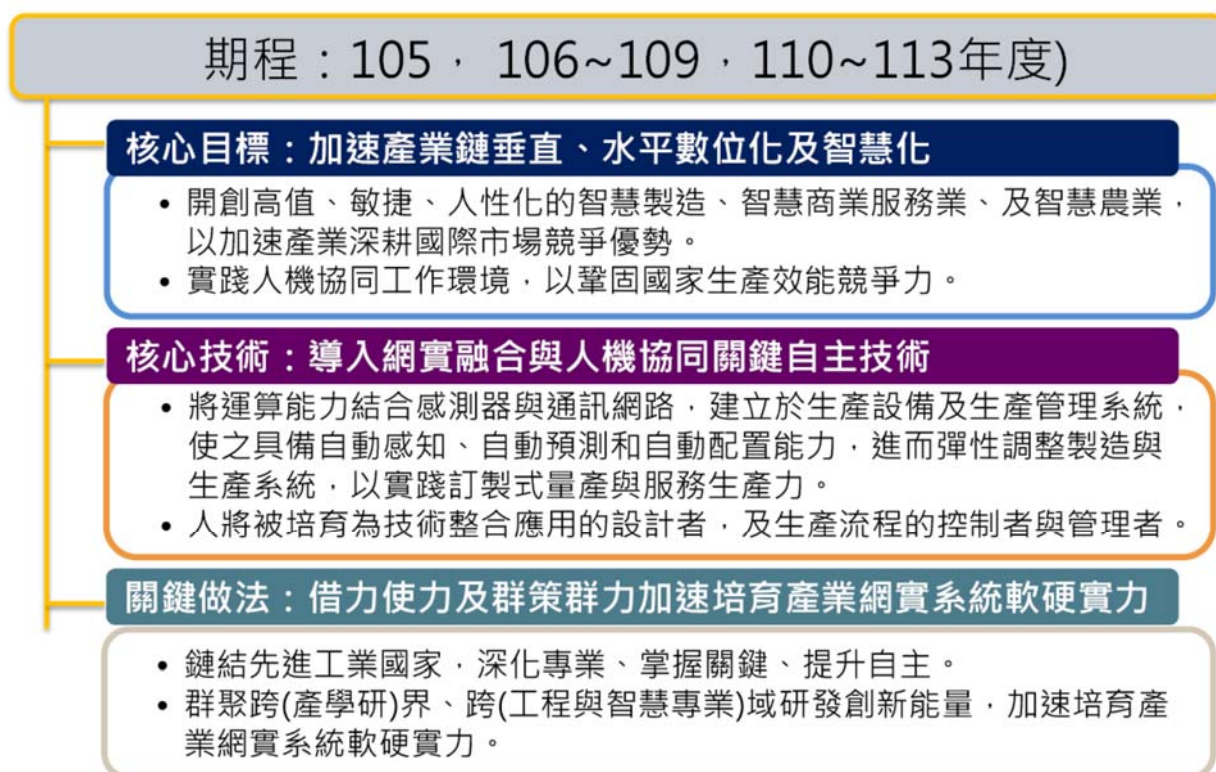 期程：105， 106~109，110~113年度)
核心目標：加速產業鏈垂直、水平數位化及智慧化
• 開創高值、敏捷、人性化的智慧製造、智慧商業服務業、及智慧農業，
以加速產業深耕國際市場競爭優勢。
• 實踐人機協同工作環境，以鞏固國家生產效能競爭力。
核心技術：導入網實融合與人機協同關鍵自主技術
• 將運算能力結合感測器與通訊網路，建立於生產設備及生產管理系統，
使之具備自動感知、自動預測和自動配置能力，進而彈性調整製造與
生產系統，以實踐訂製式量產與服務生產力。
• 人將被培育為技術整合應用的設計者，及生產流程的控制者與管理者。
關鍵做法：借力使力及群策群力加速培育產業網實系統軟硬實力
• 鏈結先進工業國家，深化專業、掌握關鍵、提升自主。
• 群聚跨(產學研)界、跨(工程與智慧專業)域研發創新能量，加速培育產
業網實系統軟硬實力。